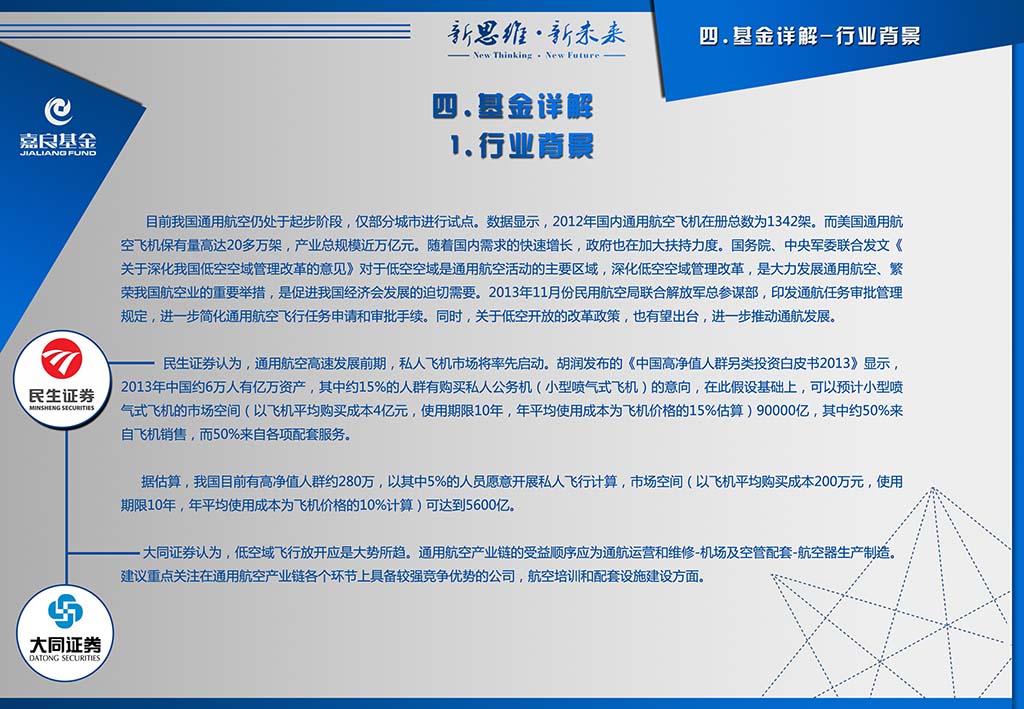 新思维·新未来
New Thinking · New Future
四.基金详解-行业背景
嘉良基金
JIALIANG FUND
四.基金详解
1.行业背景
目前我国通用航空仍处于起步阶段，仅部分城市进行试点。数据显示，2012年国内通用航空飞机在册总数为1342架。而美国通用航
空飞机保有量高达20多万架，产业总规模近万亿元。随着国内需求的快速增长，政府也在加大扶持力度。国务院、中央军委联合发文《
关于深化我国低空空域管理改革的意见》对于低空空域是通用航空活动的主要区域，深化低空空域管理改革，是大力发展通用航空、繁
荣我国航空业的重要举措，是促进我国经济会发展的迫切需要。2013年11月份民用航空局联合解放军总参谋部，印发通航任务审批管理
规定，进一步简化通用航空飞行任务申请和审批手续。同时，关于低空开放的改革政策，也有望出台，进一步推动通航发展。
民生证券认为，通用航空高速发展前期，私人飞机市场将率先启动。胡润发布的《中国高净值人群另类投资白皮书2013》显示，
2013年中国约6万人有亿万资产，其中约15%的人群有购买私人公务机（小型喷气式飞机）的意向，在此假设基础上，可以预计小型喷
气式飞机的市场空间（以飞机平均购买成本4亿元，使用期限10年，年平均使用成本为飞机价格的15%估算）90000亿，其中约50%来
自飞机销售，而50%来自各项配套服务。
民生证券
MINSHENG SECURITIES
据估算，我国目前有高净值人群约280万，以其中5%的人员愿意开展私人飞行计算，市场空间（以飞机平均购买成本200万元，使用
期限10年，年平均使用成本为飞机价格的10%计算）可达到5600亿。
大同证券认为，低空域飞行放开应是大势所趋。通用航空产业链的受益顺序应为通航运营和维修-机场及空管配套-航空器生产制造。
建议重点关注在通用航空产业链各个环节上具备较强竞争优势的公司，航空培训和配套设施建设方面。
大同证券
DATONG SECURITIES